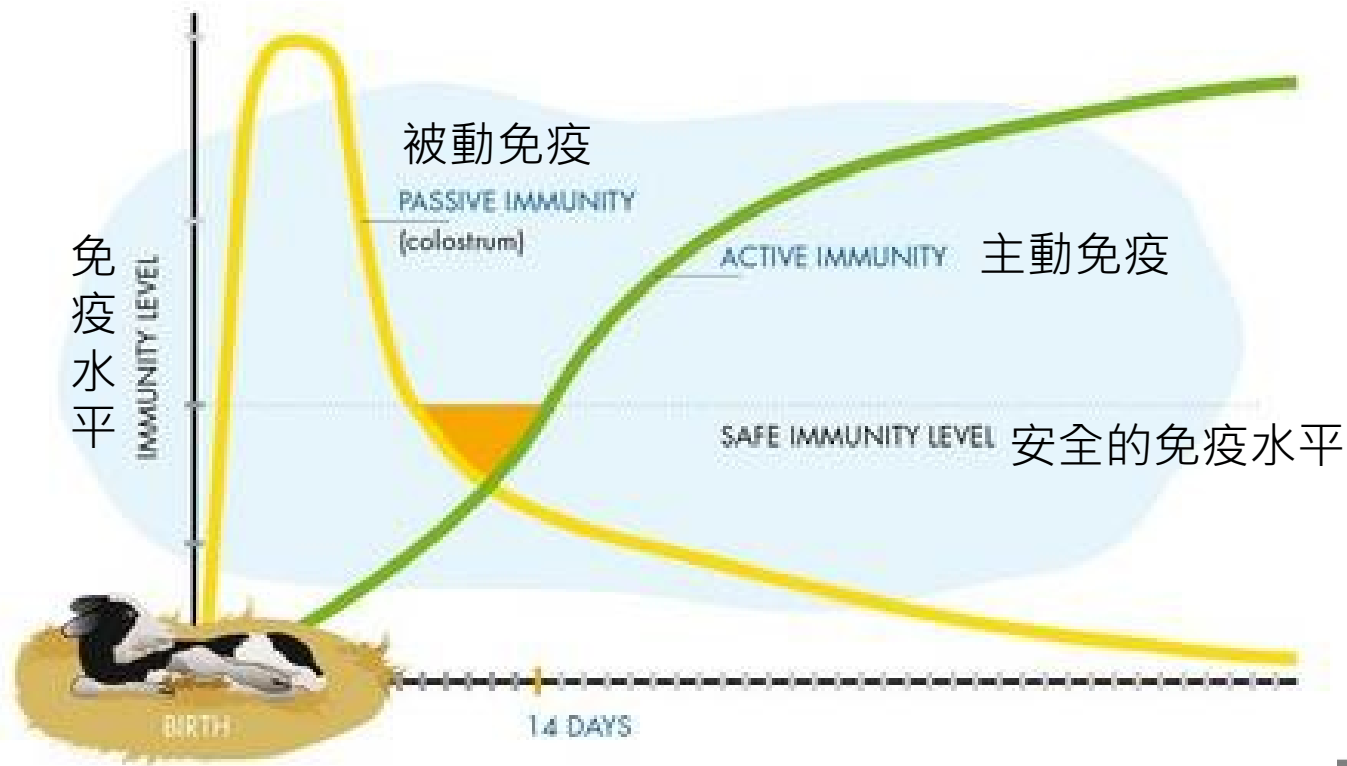 被動免疫
PASSIVE IMMUNITY
(colostrum)
ACTIVE IMMUNITY
主動免疫
免疫水平
IMMUNITY LEVEL
SAFE IMMUNITY LEVEL
安全的免疫水平
BIRTH
14 DAYS